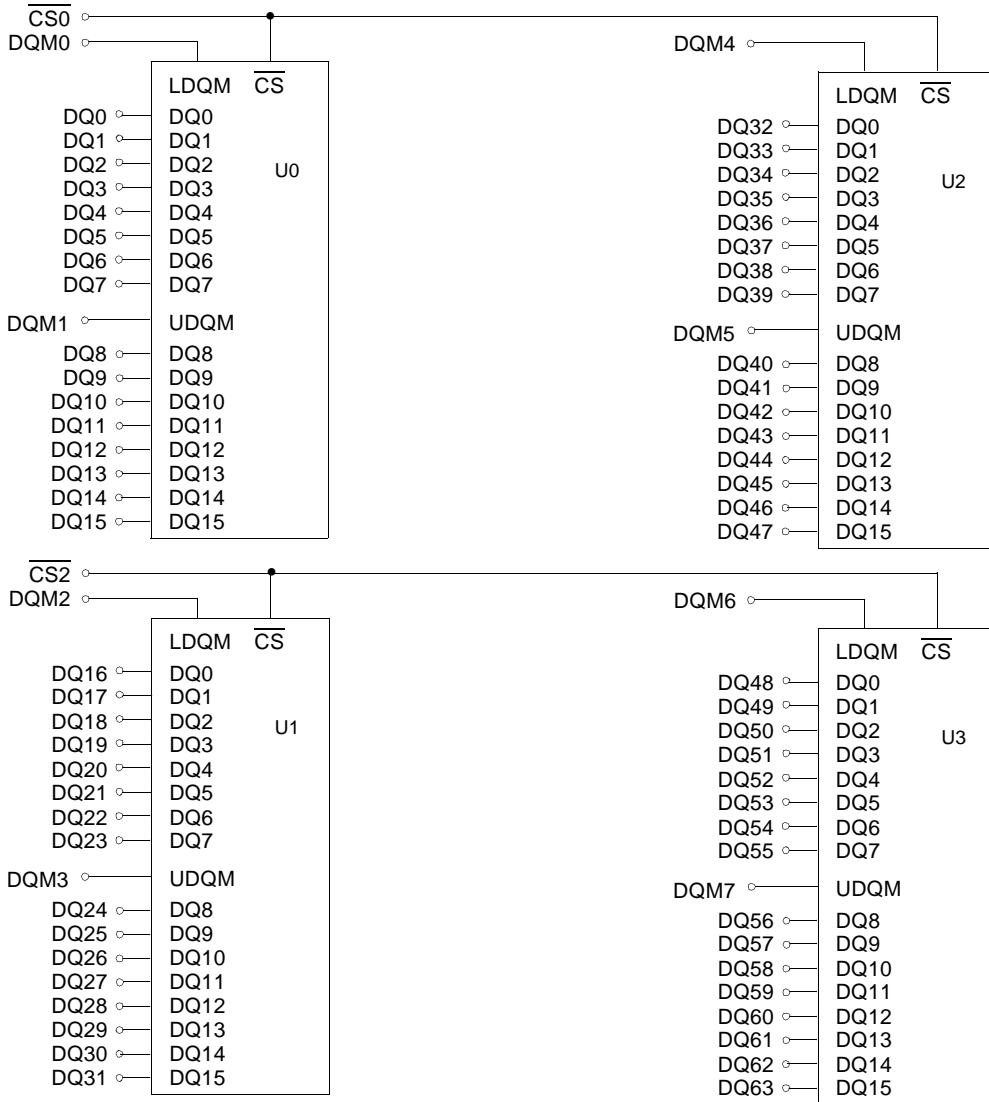 CS0
DQM0
LDQM CS
DQ0 DQ0
DQ1 DQ1
DQ2 DQ2
U0
DQ3 DQ3
DQ4 DQ4
DQ5 DQ5
DQ6 DQ6
DQ7 DQ7
DQM1 UDQM
DQ8 DQ8
DQ9 DQ9
DQ10 DQ10
DQ11 DQ11
DQ12 DQ12
DQ13 DQ13
DQ14 DQ14
DQ15 DQ15
DQM4
LDQM CS
DQ32 DQ0
DQ33 DQ1
DQ34 DQ2
U2
DQ35 DQ3
DQ36 DQ4
DQ37 DQ5
DQ38 DQ6
DQ39 DQ7
DQM5 UDQM
DQ40 DQ8
DQ41 DQ9
DQ42 DQ10
DQ43 DQ11
DQ44 DQ12
DQ45 DQ13
DQ46 DQ14
DQ47 DQ15
CS2
DQM2
LDQM CS
DQ16 DQ0
DQ17 DQ1
DQ18 DQ2
U1
DQ19 DQ3
DQ20 DQ4
DQ21 DQ5
DQ22 DQ6
DQ23 DQ7
DQM3 UDQM
DQ24 DQ8
DQ25 DQ9
DQ26 DQ10
DQ27 DQ11
DQ28 DQ12
DQ29 DQ13
DQ30 DQ14
DQ31 DQ15
DQM6
LDQM CS
DQ48 DQ0
DQ49 DQ1
DQ50 DQ2
U3
DQ51 DQ3
DQ52 DQ4
DQ53 DQ5
DQ54 DQ6
DQ55 DQ7
DQM7 UDQM
DQ56 DQ8
DQ57 DQ9
DQ58 DQ10
DQ59 DQ11
DQ60 DQ12
DQ61 DQ13
DQ62 DQ14
DQ63 DQ15